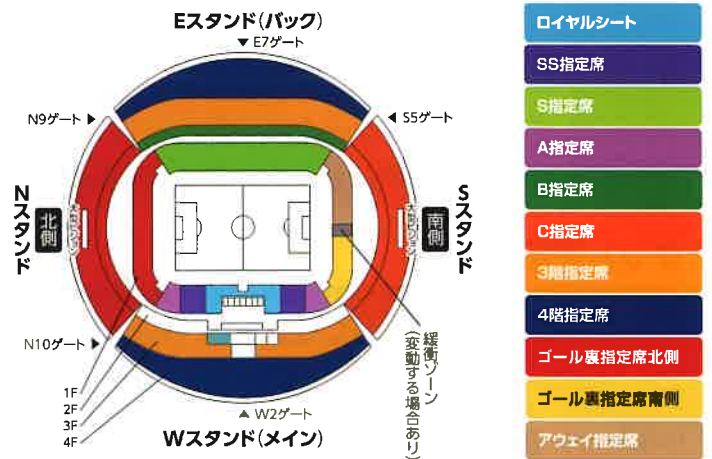 Eスタンド(バック)
▼ E7ゲート
N9ゲート ▶
◀ S5ゲート
Nスタンド
北側
大型ビジョン
大型ビジョン
南側
Sスタンド
N10ゲート ▶
1F
2F
3F
4F
▲ W2ゲート
Wスタンド(メイン)
緩衝ゾーン
(変動する場合あり)
ロイヤルシート
SS指定席
S指定席
A指定席
B指定席
C指定席
3階指定席
4階指定席
ゴール裏指定席北側
ゴール裏指定席南側
アウェイ指定席